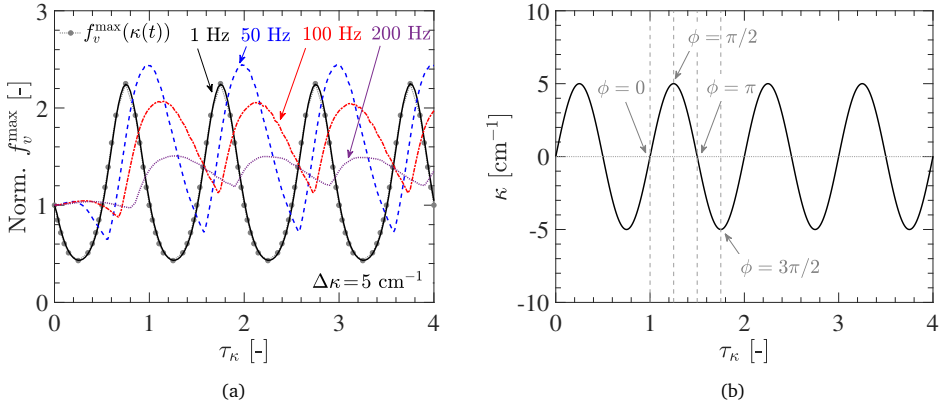 f_v^max(κ(t)) 1 Hz 50 Hz 100 Hz 200 Hz
Δκ=5 cm⁻¹
Norm. f_v^max [-]
0
1
2
3
4
0 1 2 3 4
τ_κ [-]
(a)
10
5
0
-5
-10
ϕ=π/2
ϕ=0
ϕ=π
ϕ=3π/2
κ [cm⁻¹]
0 1 2 3 4
τ_κ [-]
(b)